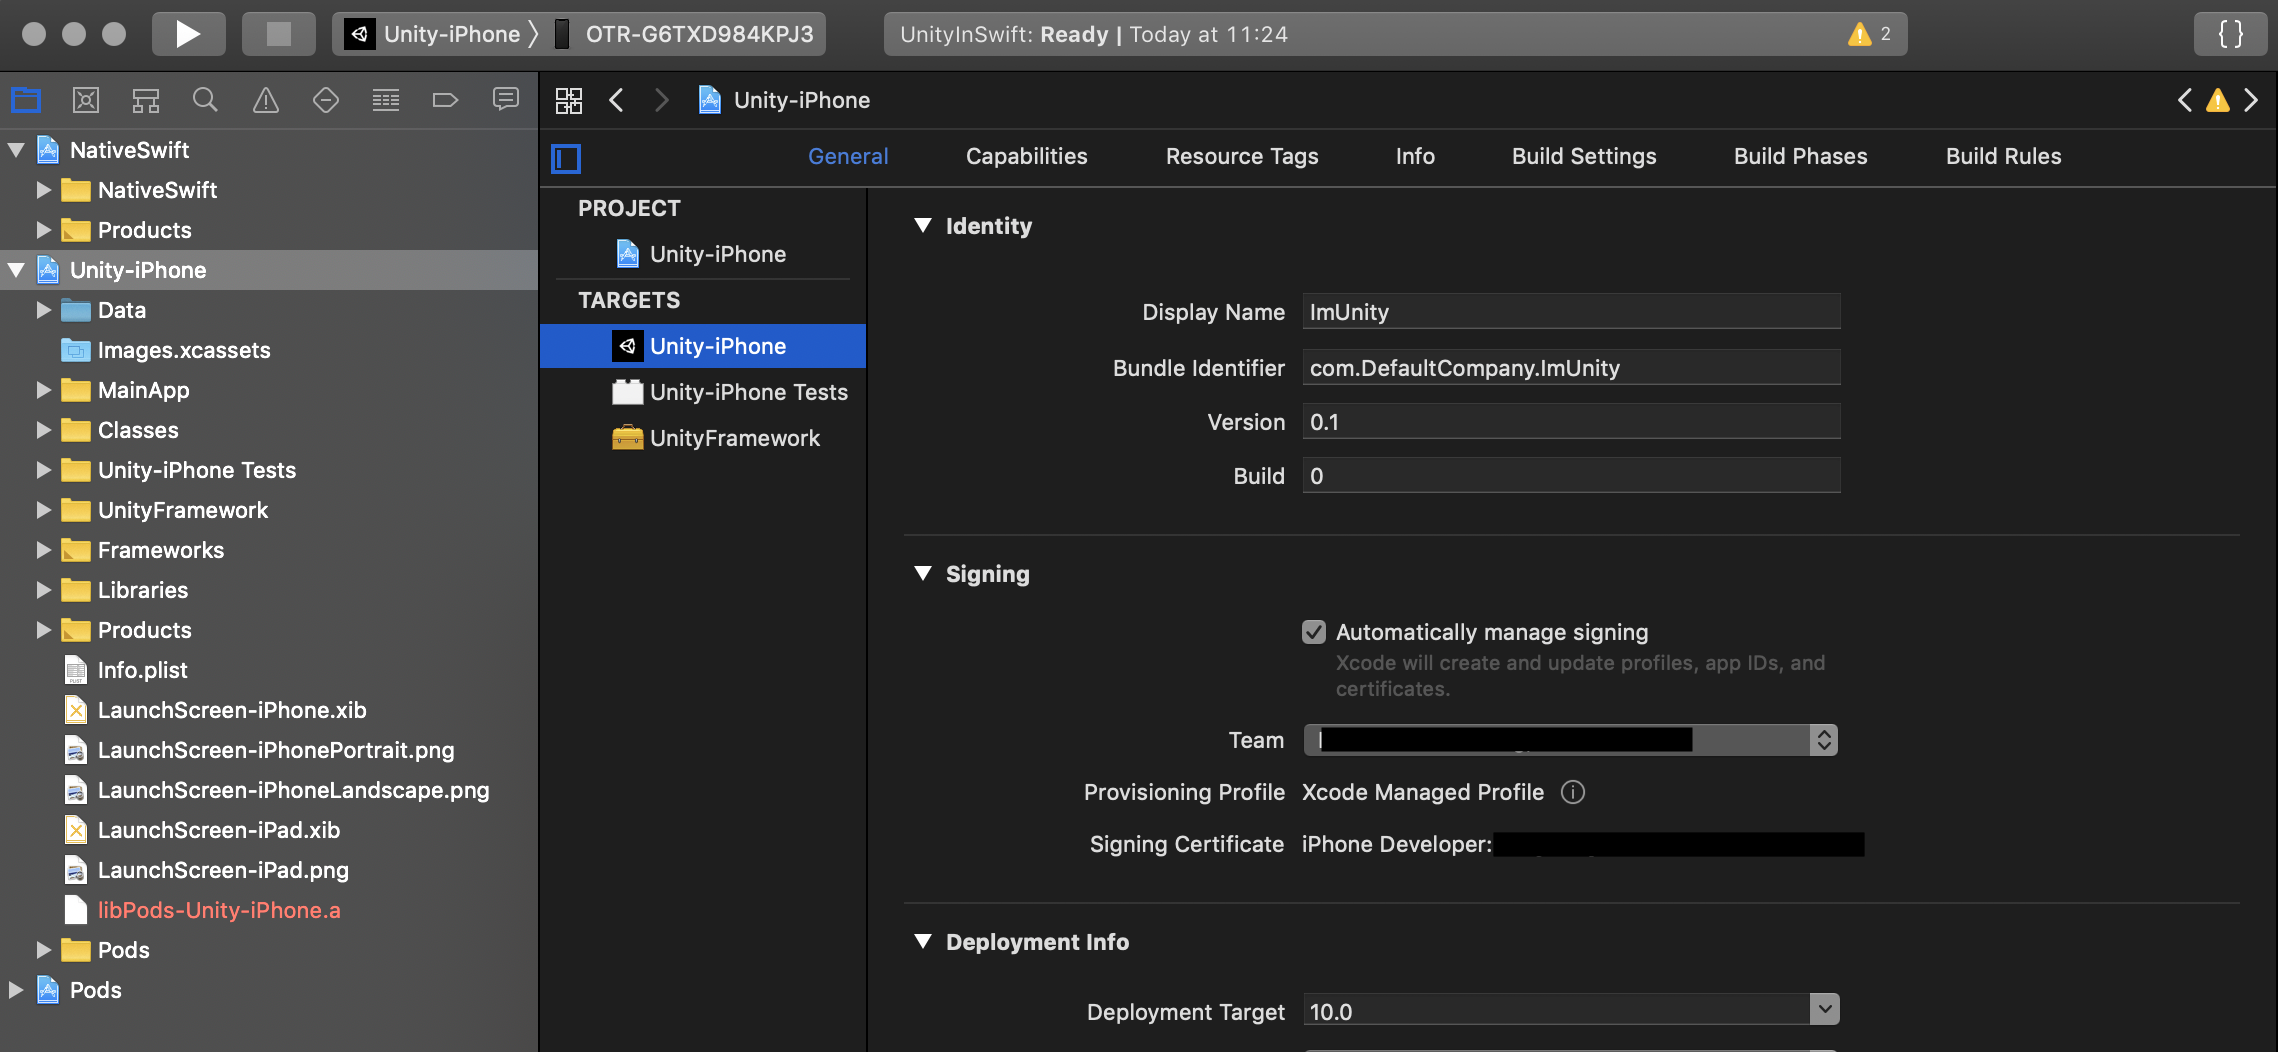 Unity-iPhone OTR-G6TXD984KPJ3
UnityInSwift: Ready | Today at 11:24
2
{ }
Unity-iPhone
General Capabilities Resource Tags Info Build Settings Build Phases Build Rules
NativeSwift
NativeSwift
Products
Unity-iPhone
Data
Images.xcassets
MainApp
Classes
Unity-iPhone Tests
UnityFramework
Frameworks
Libraries
Products
Info.plist
LaunchScreen-iPhone.xib
LaunchScreen-iPhonePortrait.png
LaunchScreen-iPhoneLandscape.png
LaunchScreen-iPad.xib
LaunchScreen-iPad.png
libPods-Unity-iPhone.a
Pods
Pods
PROJECT
Unity-iPhone
TARGETS
Unity-iPhone
Unity-iPhone Tests
UnityFramework
Identity
Display Name ImUnity
Bundle Identifier com.DefaultCompany.ImUnity
Version 0.1
Build 0
Signing
Automatically manage signing
Xcode will create and update profiles, app IDs, and
certificates.
Team
Provisioning Profile Xcode Managed Profile
Signing Certificate iPhone Developer:
Deployment Info
Deployment Target 10.0